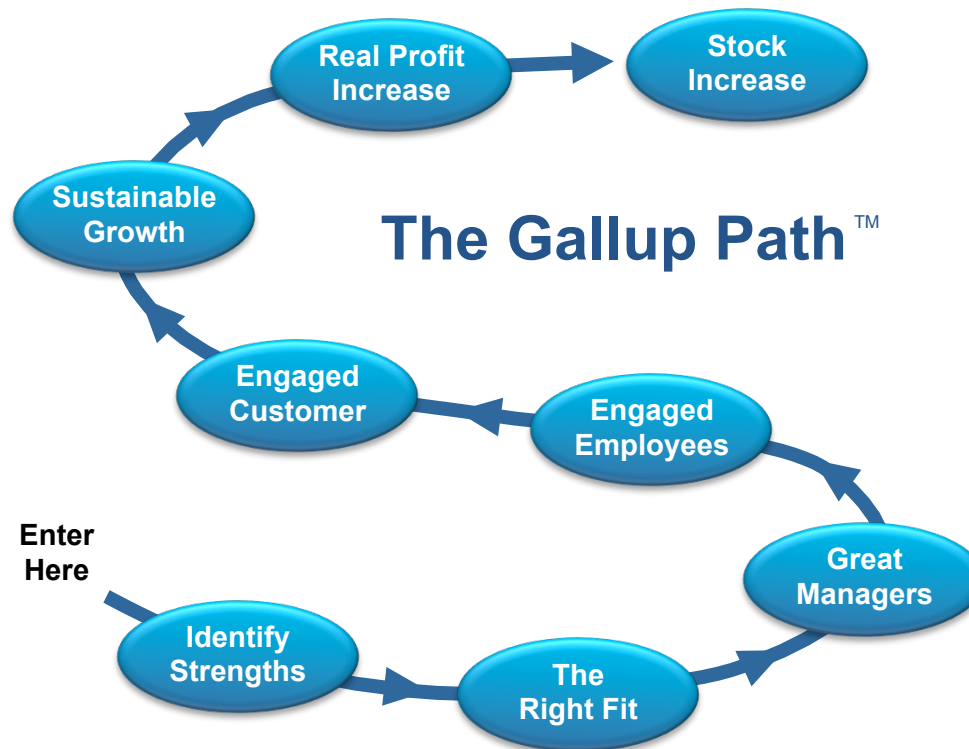 Real Profit
Increase
Stock
Increase
Sustainable
Growth
The Gallup Path™
Engaged
Customer
Engaged
Employees
Enter
Here
Great
Managers
Identify
Strengths
The
Right Fit